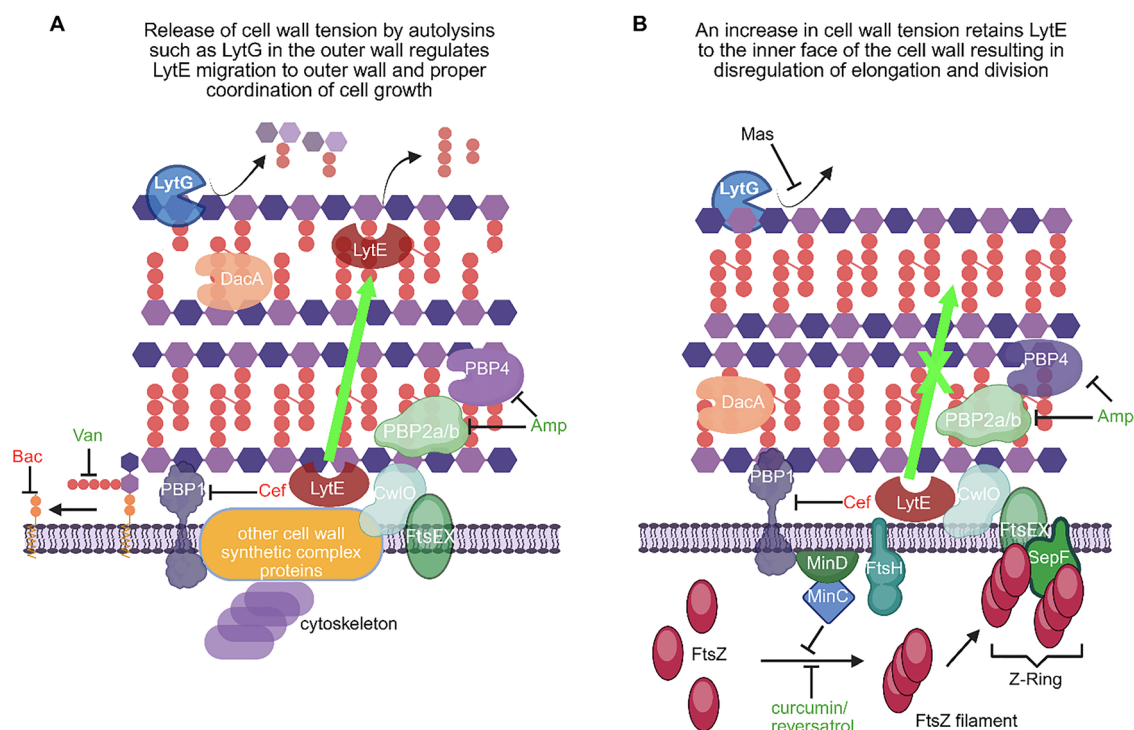 A
Release of cell wall tension by autolysins
such as LytG in the outer wall regulates
LytE migration to outer wall and proper
coordination of cell growth
LytG
LytE
DacA
PBP4
PBP2a/b
Amp
Van
Bac
PBP1
Cef
LytE
CwlO
FtsEX
other cell wall
synthetic complex
proteins
cytoskeleton
B
An increase in cell wall tension retains LytE
to the inner face of the cell wall resulting in
disregulation of elongation and division
Mas
LytG
X
PBP4
DacA
PBP2a/b
Amp
PBP1
Cef
LytE
CwlO
FtsEX
SepF
MinD
FtsH
MinC
FtsZ
Z-Ring
curcumin/
reversatrol
FtsZ filament